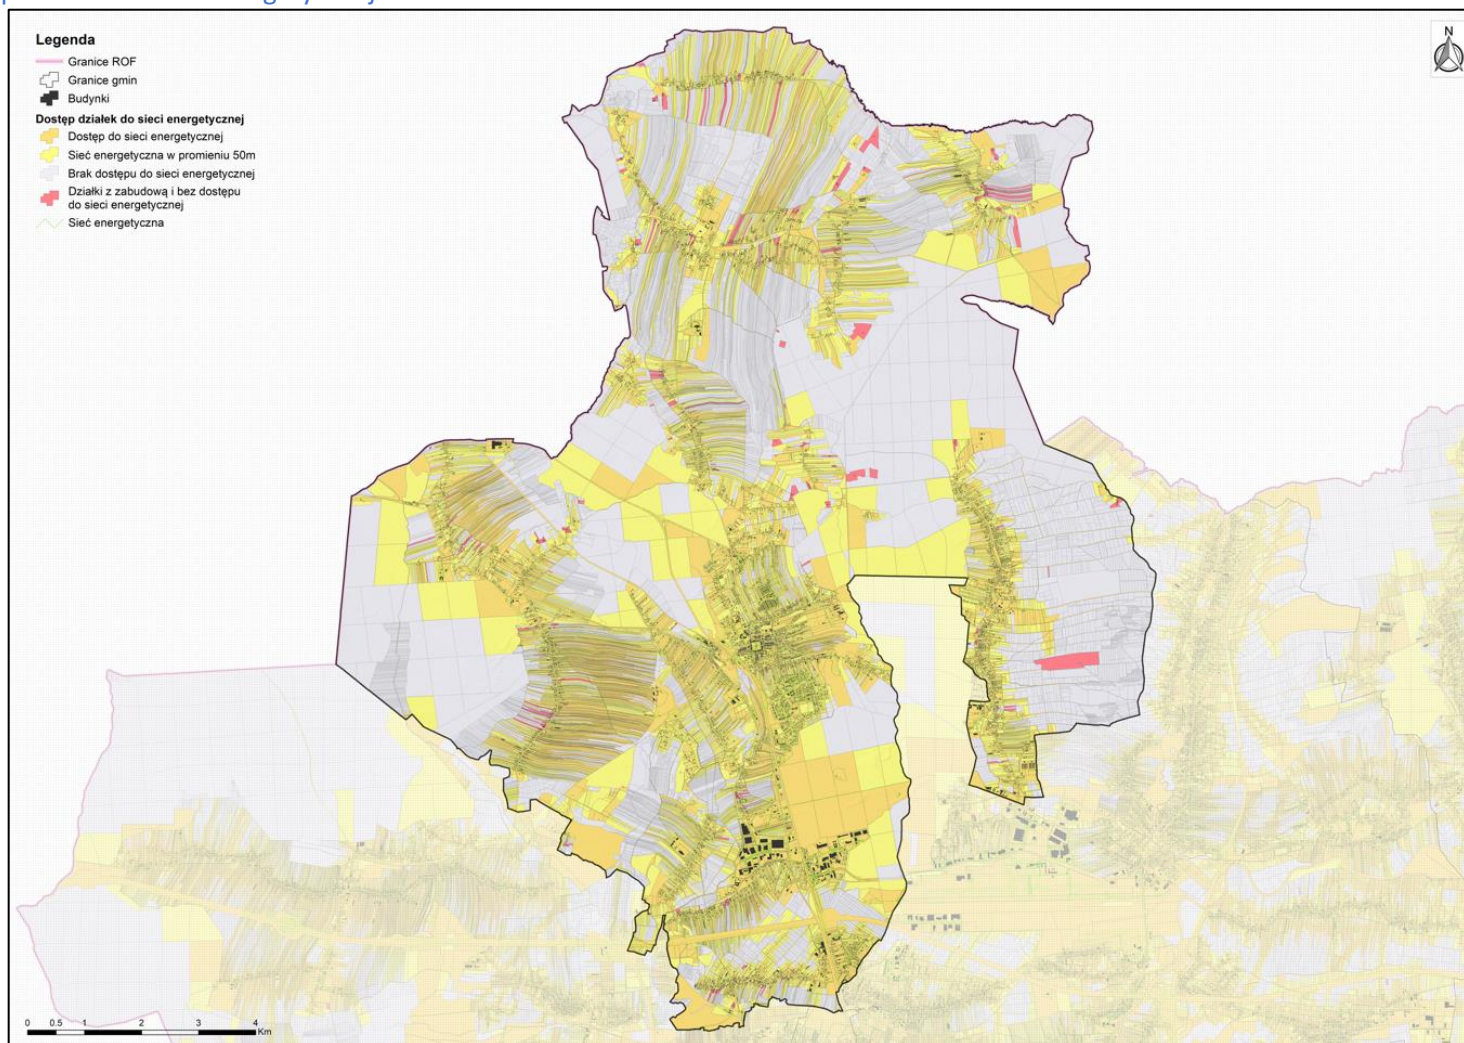 Legenda
Granice ROF
Granice gmin
Budynki
Dostęp działek do sieci energetycznej
Dostęp do sieci energetycznej
Sieć energetyczna w promieniu 50m
Brak dostępu do sieci energetycznej
Działki z zabudową i bez dostępu
do sieci energetycznej
Sieć energetyczna
N
0 0.5 1 2 3 4
Km